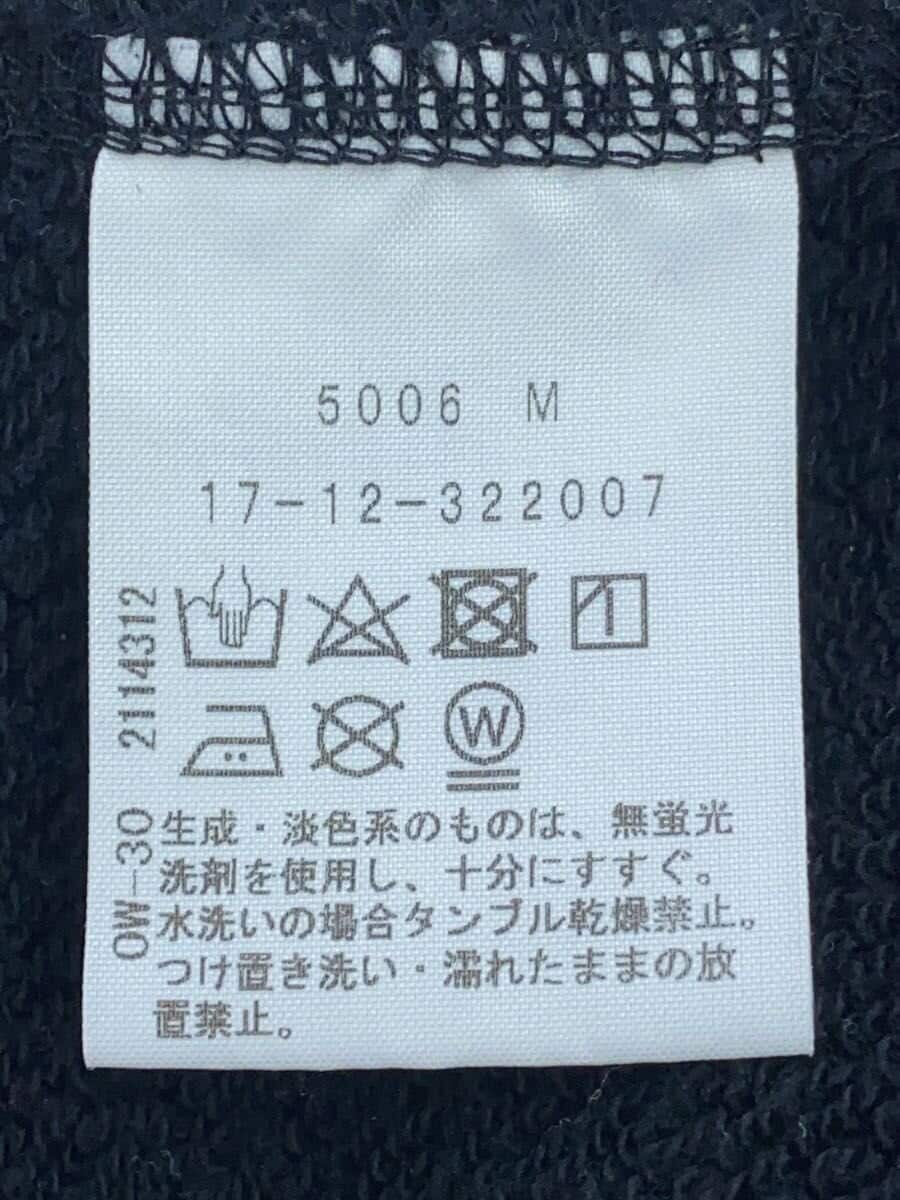 5006 M
17-12-322007
OW-30 2114312
W
生成・淡色系のものは、無蛍光
洗剤を使用し、十分にすすぐ。
水洗いの場合タンブル乾燥禁止。
つけ置き洗い・濡れたままの放
置禁止。